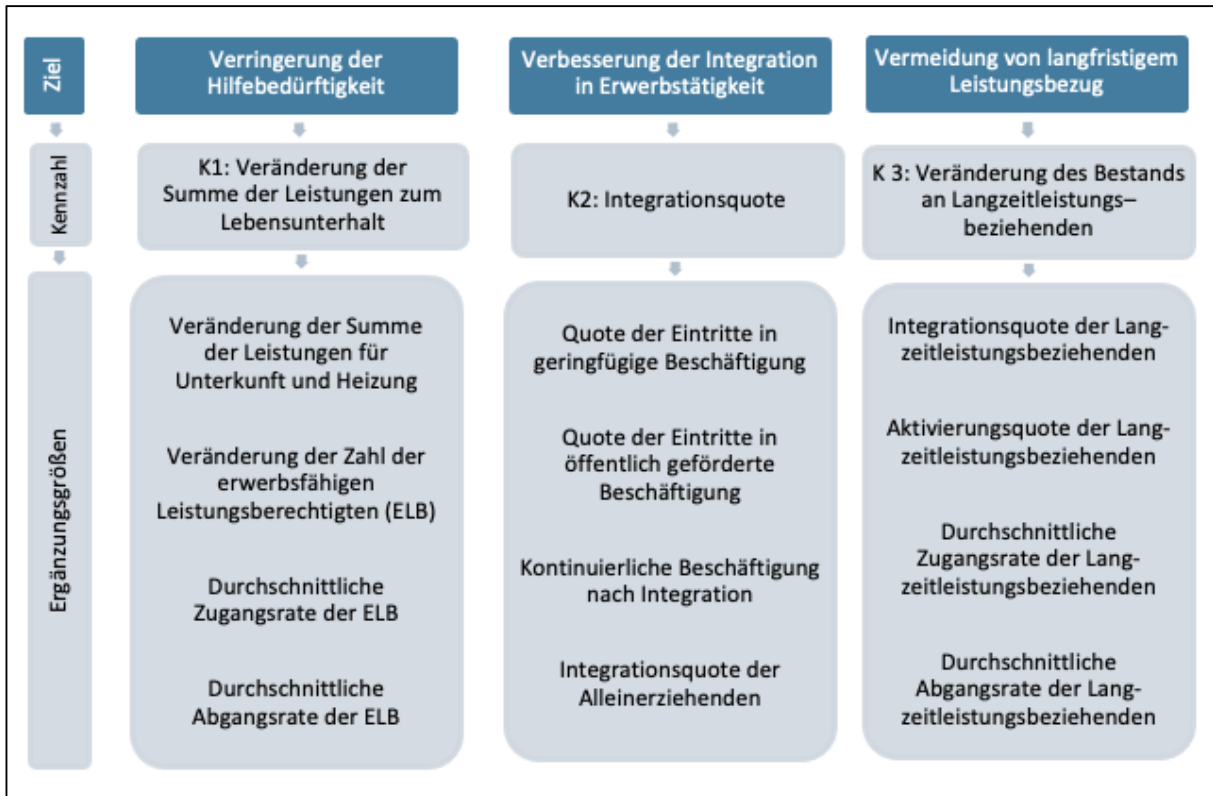 Ziel
Verringerung der
Hilfebedürftigkeit
Verbesserung der Integration
in Erwerbstätigkeit
Vermeidung von langfristigem
Leistungsbezug
Kennzahl
K1: Veränderung der
Summe der Leistungen zum
Lebensunterhalt
K2: Integrationsquote
K 3: Veränderung des Bestands
an Langzeitleistungs–
beziehenden
Ergänzungsgrößen
Veränderung der Summe
der Leistungen für
Unterkunft und Heizung
Veränderung der Zahl der
erwerbsfähigen
Leistungsberechtigten (ELB)
Durchschnittliche
Zugangsrate der ELB
Durchschnittliche
Abgangsrate der ELB
Quote der Eintritte in
geringfügige Beschäftigung
Quote der Eintritte in
öffentlich geförderte
Beschäftigung
Kontinuierliche Beschäftigung
nach Integration
Integrationsquote der
Alleinerziehenden
Integrationsquote der Lang-
zeitleistungsbeziehenden
Aktivierungsquote der Lang-
zeitleistungsbeziehenden
Durchschnittliche
Zugangsrate der Lang-
zeitleistungsbeziehenden
Durchschnittliche
Abgangsrate der Lang-
zeitleistungsbeziehenden